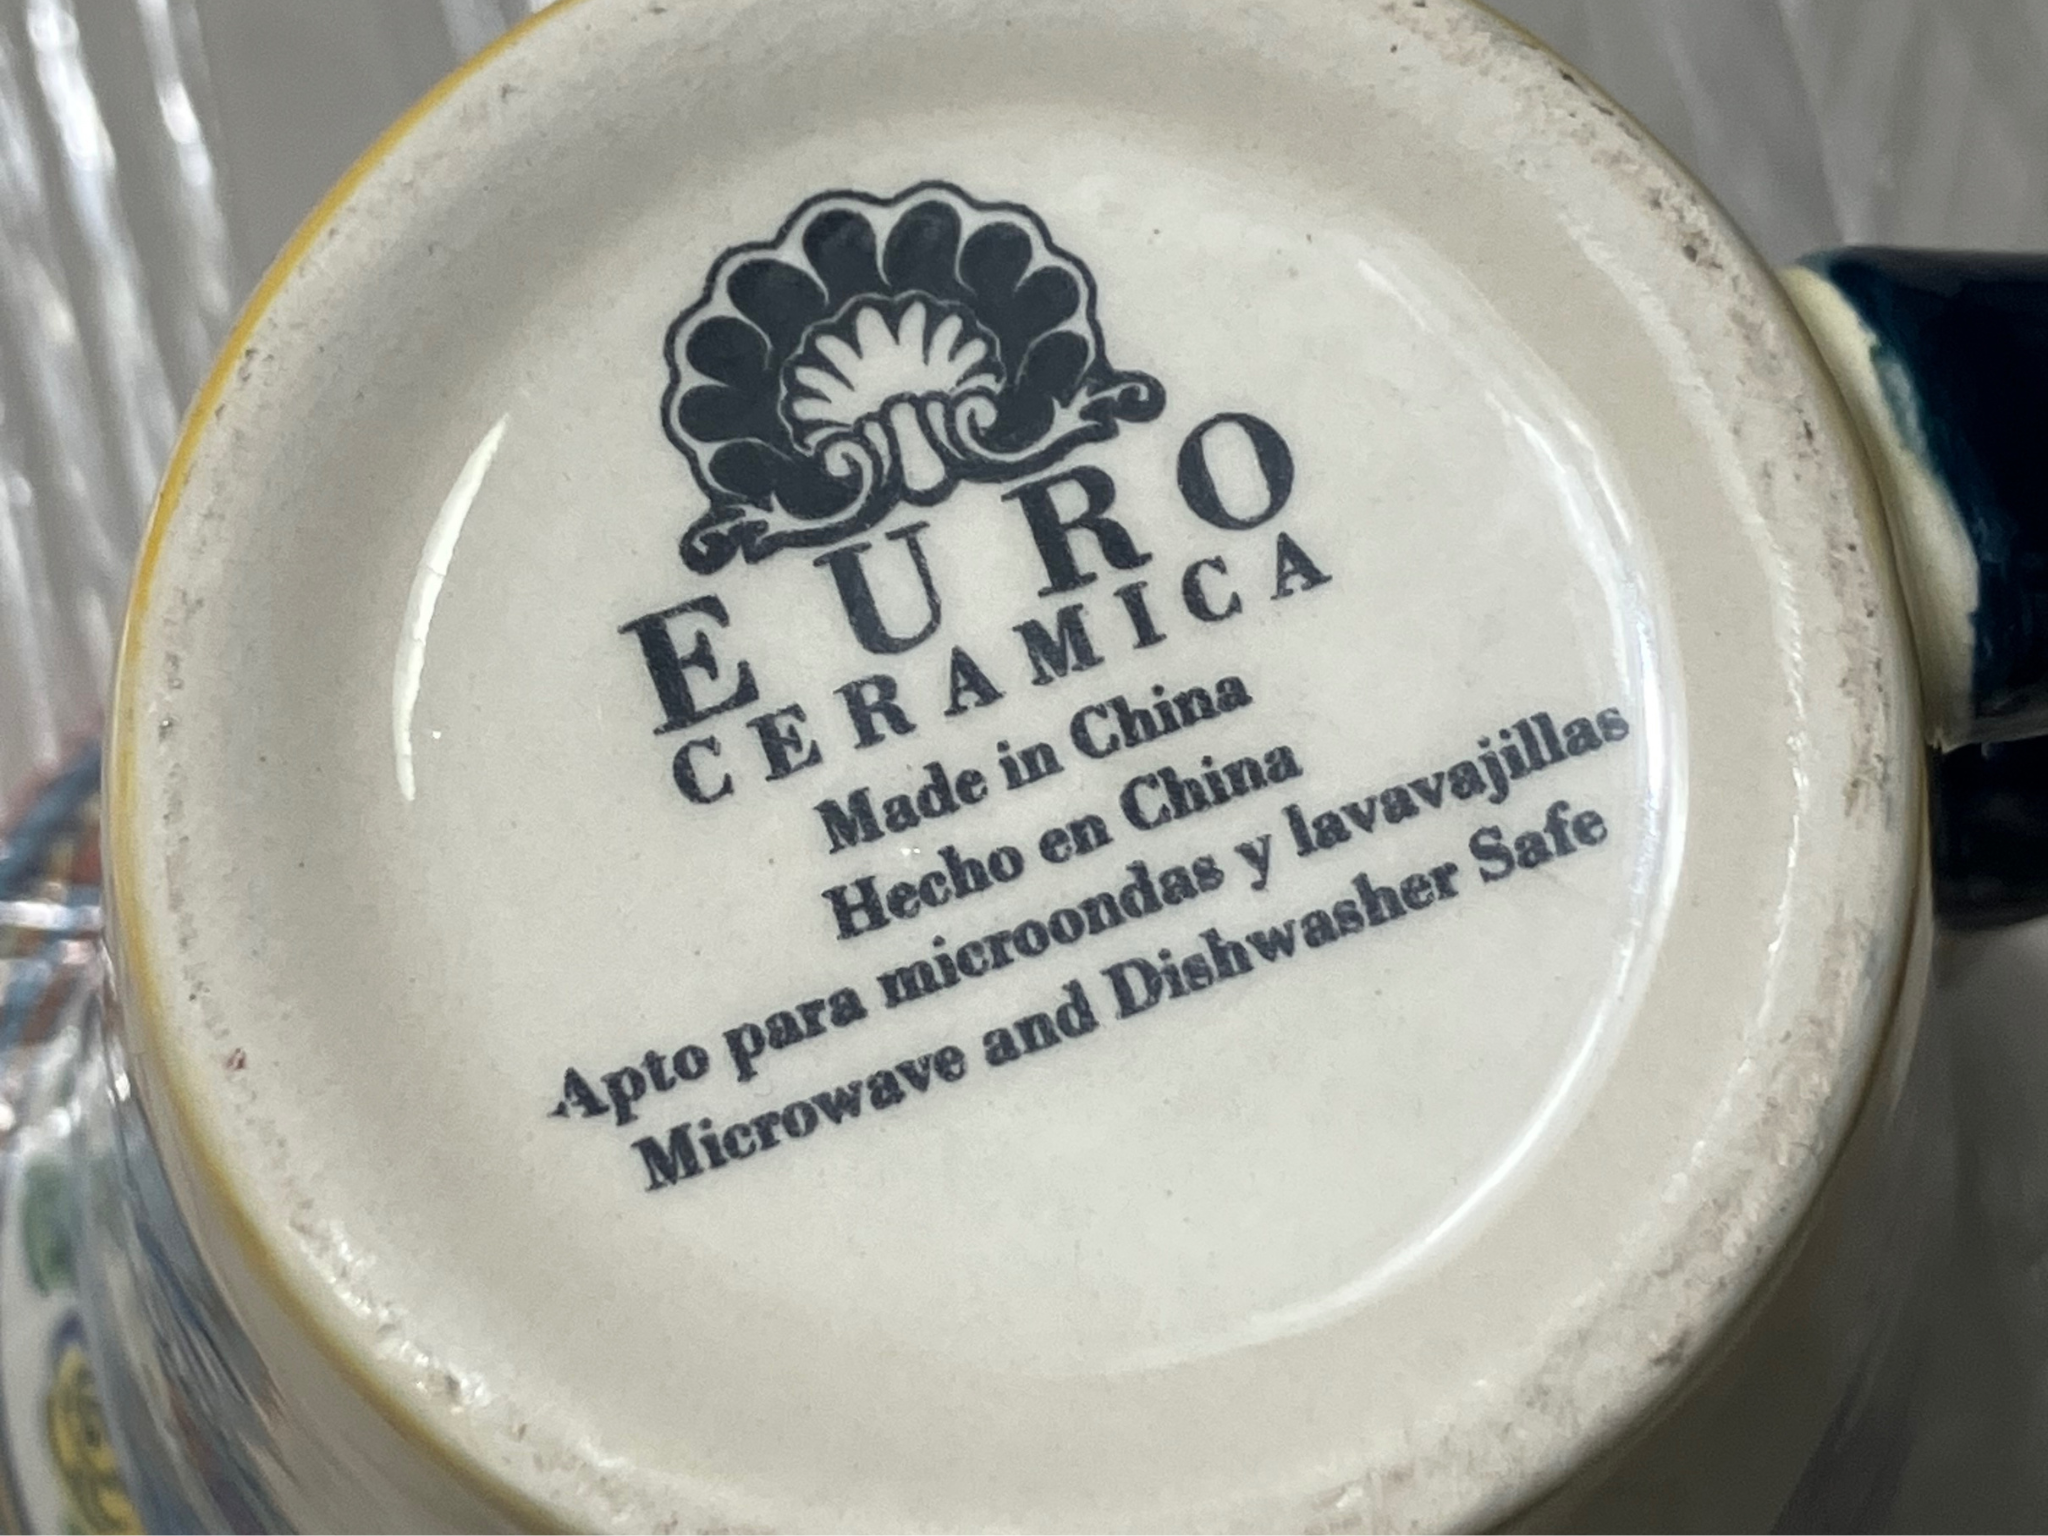 EURO
CERAMICA
Made in China
Hecho en China
Apto para microondas y lavavajillas
Microwave and Dishwasher Safe